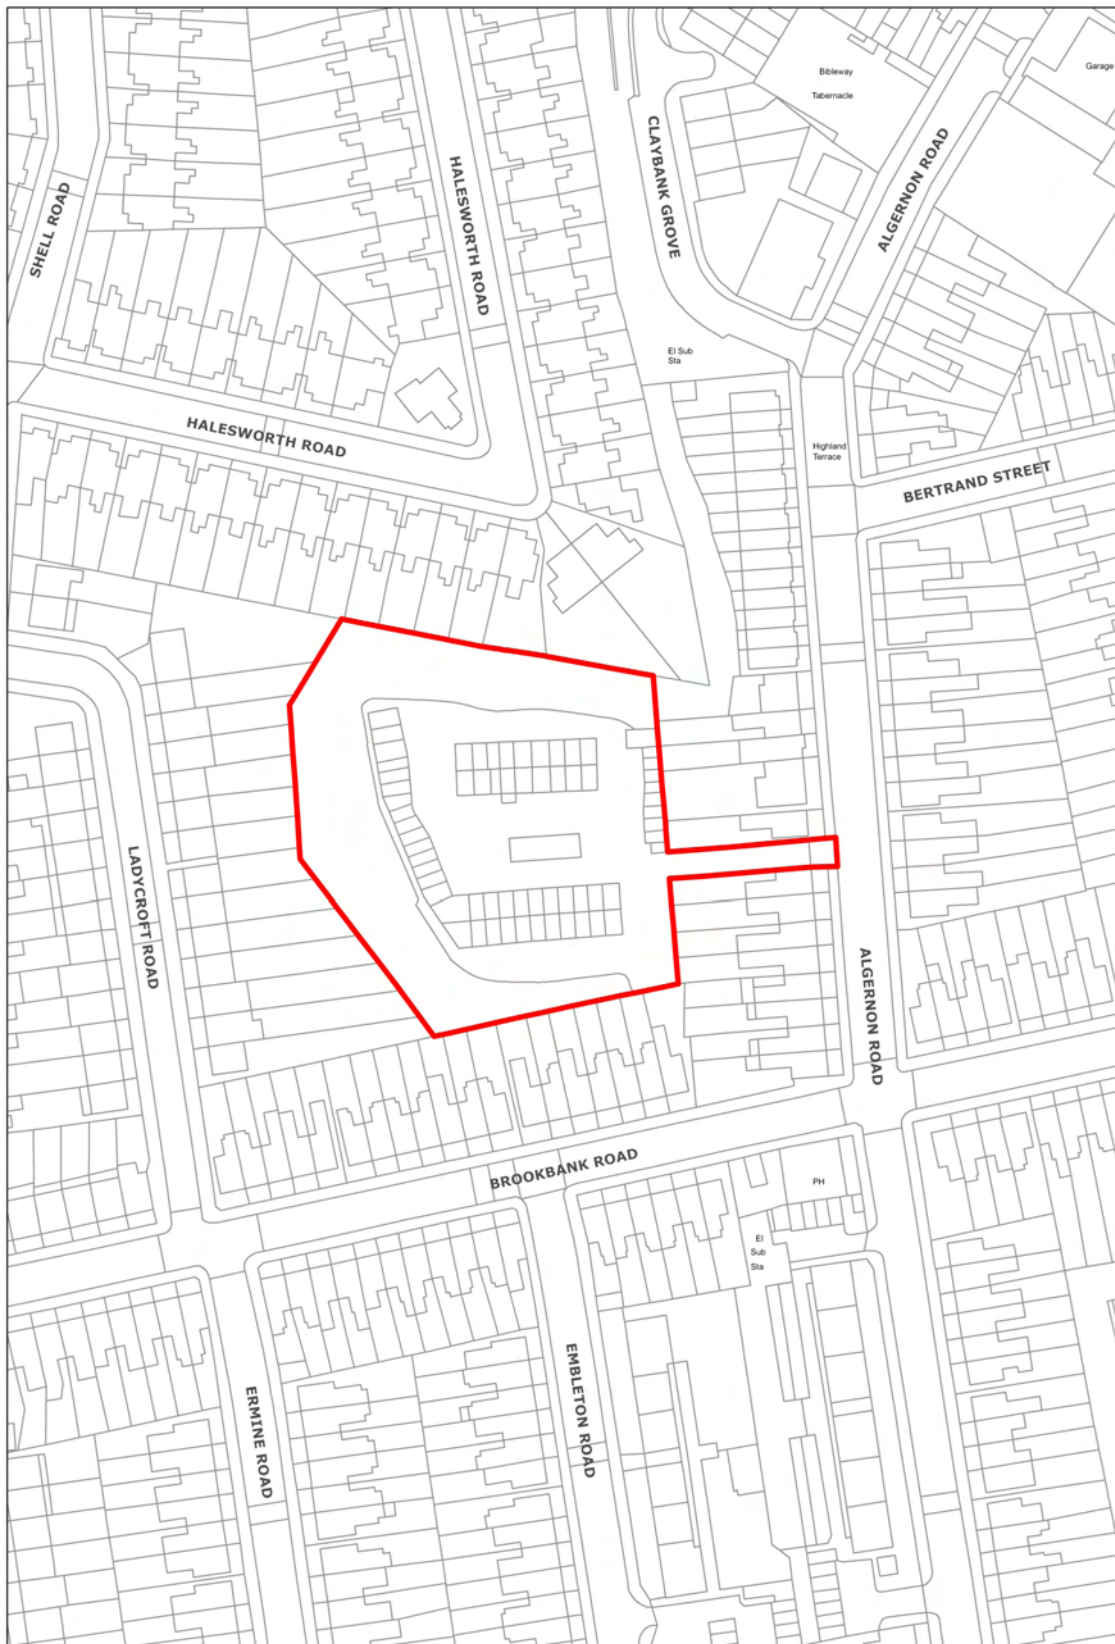 Bibleway
Tabernacle
Garage
CLAYBANK GROVE
ALGERNON ROAD
HALESWORTH ROAD
SHELL ROAD
El Sub
Sta
HALESWORTH ROAD
Highland
Terrace
BERTRAND STREET
LADYCROFT ROAD
ALGERNON ROAD
BROOKBANK ROAD
PH
El
Sub
Sta
EMBLETON ROAD
ERMINE ROAD